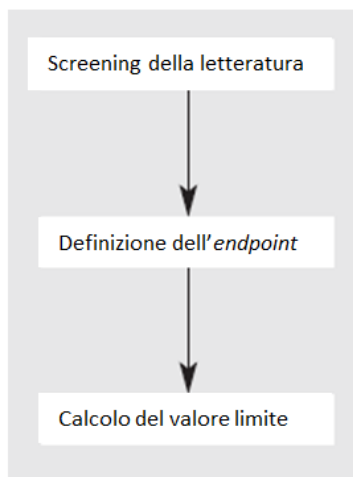 Screening della letteratura
Definizione dell'endpoint
Calcolo del valore limite